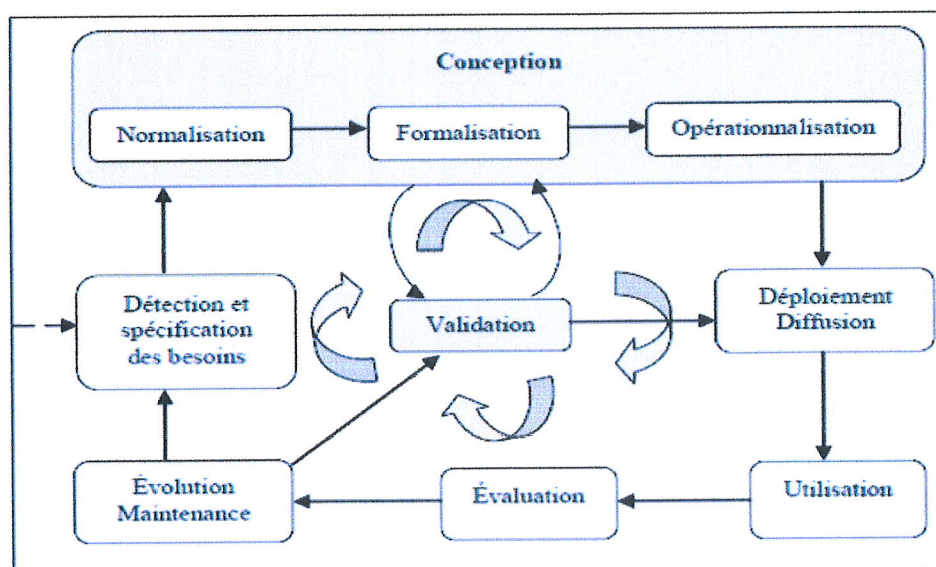 Conception
Normalisation
Formalisation
Opérationnalisation
Détection et
spécification
des besoins
Validation
Déploiement
Diffusion
Évolution
Maintenance
Évaluation
Utilisation